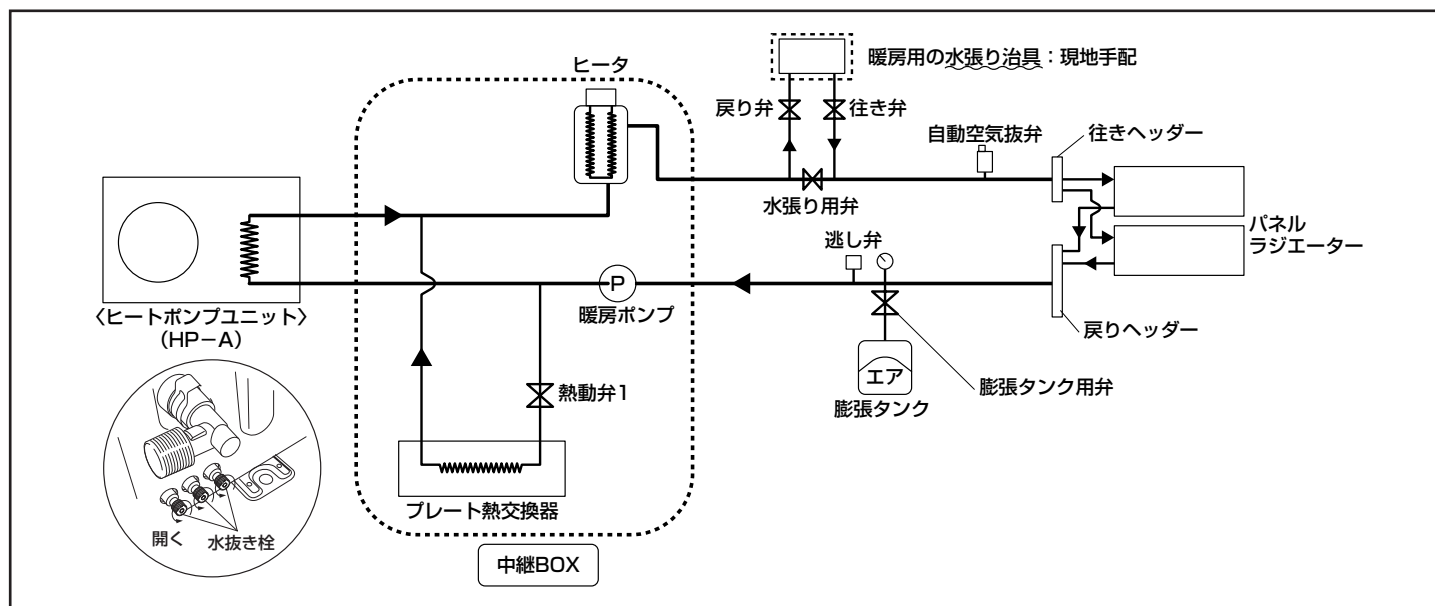 ヒータ
暖房用の水張り治具：現地手配
戻り弁
往き弁
自動空気抜弁
往きヘッダー
水張り用弁
パネル
ラジエーター
逃し弁
P
暖房ポンプ
〈ヒートポンプユニット〉
（HP－A）
戻りヘッダー
熱動弁1
エア
膨張タンク
膨張タンク用弁
プレート熱交換器
開く
水抜き栓
中継BOX